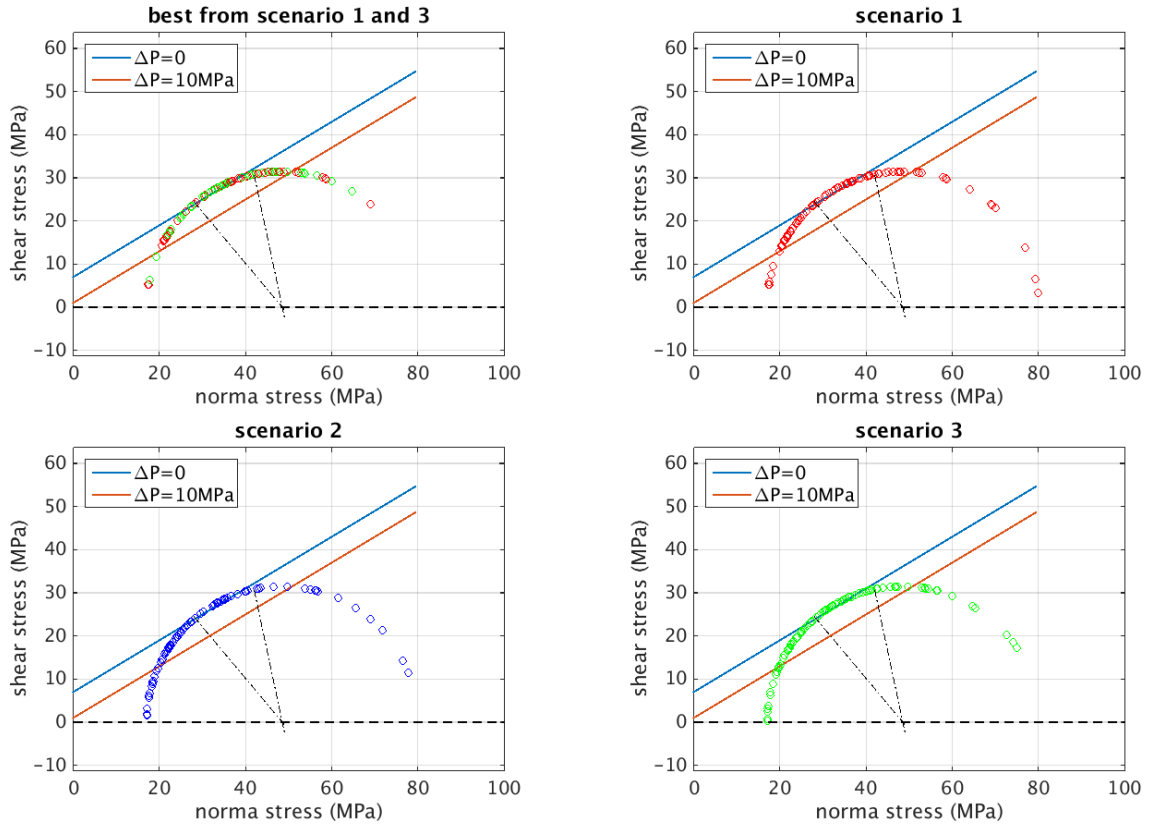 best from scenario 1 and 3
60
50
40
30
20
10
0
−10
shear stress (MPa)
ΔP=0
ΔP=10MPa
0 20 40 60 80 100
norma stress (MPa)
scenario 1
60
50
40
30
20
10
0
−10
shear stress (MPa)
ΔP=0
ΔP=10MPa
0 20 40 60 80 100
norma stress (MPa)
scenario 2
60
50
40
30
20
10
0
−10
shear stress (MPa)
ΔP=0
ΔP=10MPa
0 20 40 60 80 100
norma stress (MPa)
scenario 3
60
50
40
30
20
10
0
−10
shear stress (MPa)
ΔP=0
ΔP=10MPa
0 20 40 60 80 100
norma stress (MPa)